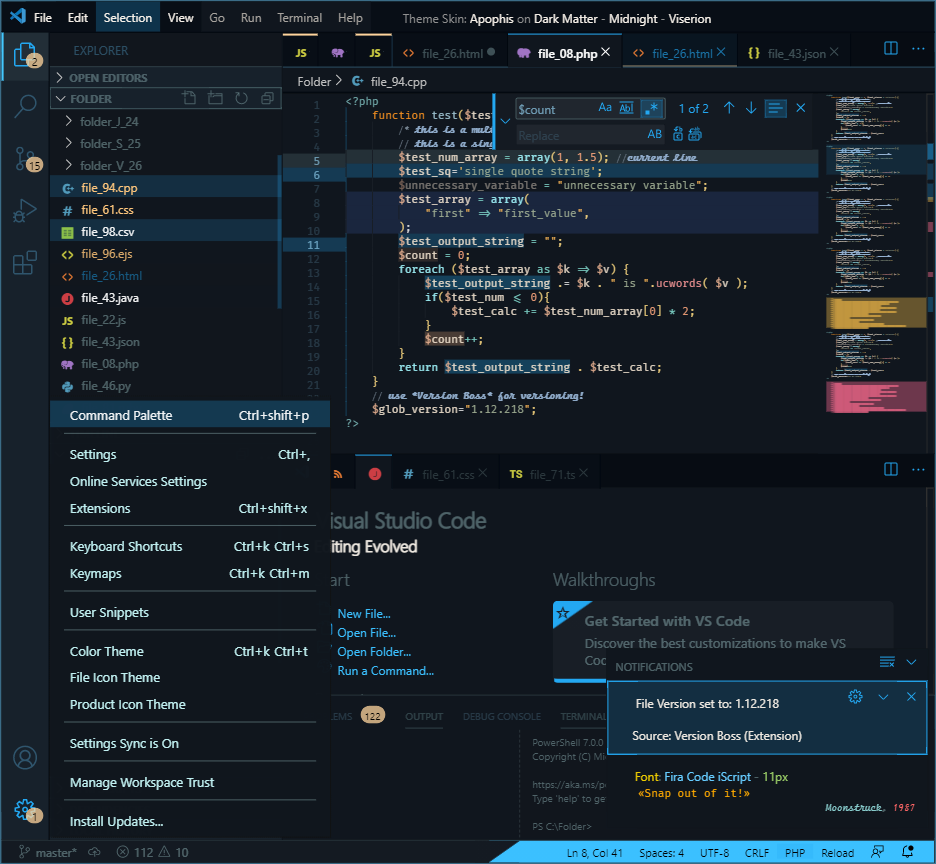 File Edit Selection View Go Run Terminal Help Theme Skin: Apophis on Dark Matter - Midnight - Viserion
2
15
1
EXPLORER
OPEN EDITORS
FOLDER
folder_J_24
folder_S_25
folder_V_26
file_94.cpp
file_61.css
file_98.csv
file_96.ejs
file_26.html
file_43.java
file_22.js
file_43.json
file_08.php
file_46.py
Command Palette Ctrl+shift+p
Settings Ctrl+,
Online Services Settings
Extensions Ctrl+shift+x
Keyboard Shortcuts Ctrl+k Ctrl+s
Keymaps Ctrl+k Ctrl+m
User Snippets
Color Theme Ctrl+k Ctrl+t
File Icon Theme
Product Icon Theme
Settings Sync is On
Manage Workspace Trust
Install Updates...
JS JS file_26.html file_08.php file_26.html {} file_43.json
Folder > file_94.cpp
$count Aa Abl .* 1 of 2
Replace AB
1 <?php
2 function test($tes
3 /* this is a mul
4 // this is a sin
5 $test_num_array = array(1, 1.5); //current line
6 $test_sq='single quote string';
7 $unnecessary_variable = "unnecessary variable";
8 $test_array = array(
9 "first" => "first_value",
10 );
11 $test_output_string = "";
12 $count = 0;
13 foreach ($test_array as $k => $v) {
14 $test_output_string .= $k . " is ".ucwords( $v );
15 if($test_num <= 0){
16 $test_calc += $test_num_array[0] * 2;
17 }
18 $count++;
19 }
20 return $test_output_string . $test_calc;
21 }
// use *Version Boss* for versioning!
$glob_version="1.12.218";
?>
# file_61.css TS file_71.ts
isual Studio Code
iting Evolved
art
New File...
Open File...
Open Folder...
Run a Command...
Walkthroughs
Get Started with VS Code
Discover the best customizations to make VS
Coc
NOTIFICATIONS
File Version set to: 1.12.218
Source: Version Boss (Extension)
EMS 122 OUTPUT DEBUG CONSOLE TERMINAL
PowerShell 7.0.0
Copyright (C) Mi
https://aka.ms/p
Type 'help' to ge
PS C:\Folder>
Font: Fira Code iScript - 11px
«Snap out of it!»
Moonstruck, 1987
master* 112 10 Ln 8, Col 41 Spaces: 4 UTF-8 CRLF PHP Reload